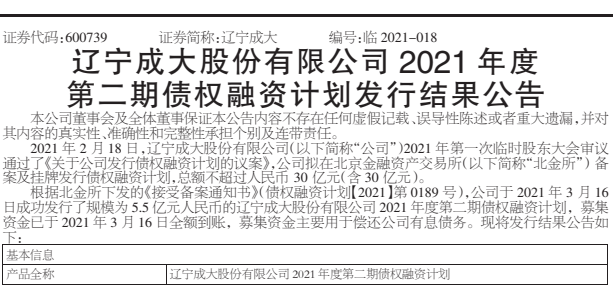 证券代码:600739 证券简称:辽宁成大 编号:临 2021-018
辽宁成大股份有限公司 2021 年度
第二期债权融资计划发行结果公告
本公司董事会及全体董事保证本公告内容不存在任何虚假记载、误导性陈述或者重大遗漏,并对
其内容的真实性、准确性和完整性承担个别及连带责任。
2021 年 2 月 18 日,辽宁成大股份有限公司(以下简称“公司”)2021 年第一次临时股东大会审议
通过了《关于公司发行债权融资计划的议案》,公司拟在北京金融资产交易所(以下简称“北金所”)备
案及挂牌发行债权融资计划,总额不超过人民币 30 亿元(含 30 亿元)。
根据北金所下发的《接受备案通知书》(债权融资计划【2021】第 0189 号),公司于 2021 年 3 月 16
日成功发行了规模为 5.5 亿元人民币的辽宁成大股份有限公司 2021 年度第二期债权融资计划，募集
资金已于 2021 年 3 月 16 日全额到账，募集资金主要用于偿还公司有息债务。现将发行结果公告如
下:
基本信息
产品全称 辽宁成大股份有限公司 2021 年度第二期债权融资计划